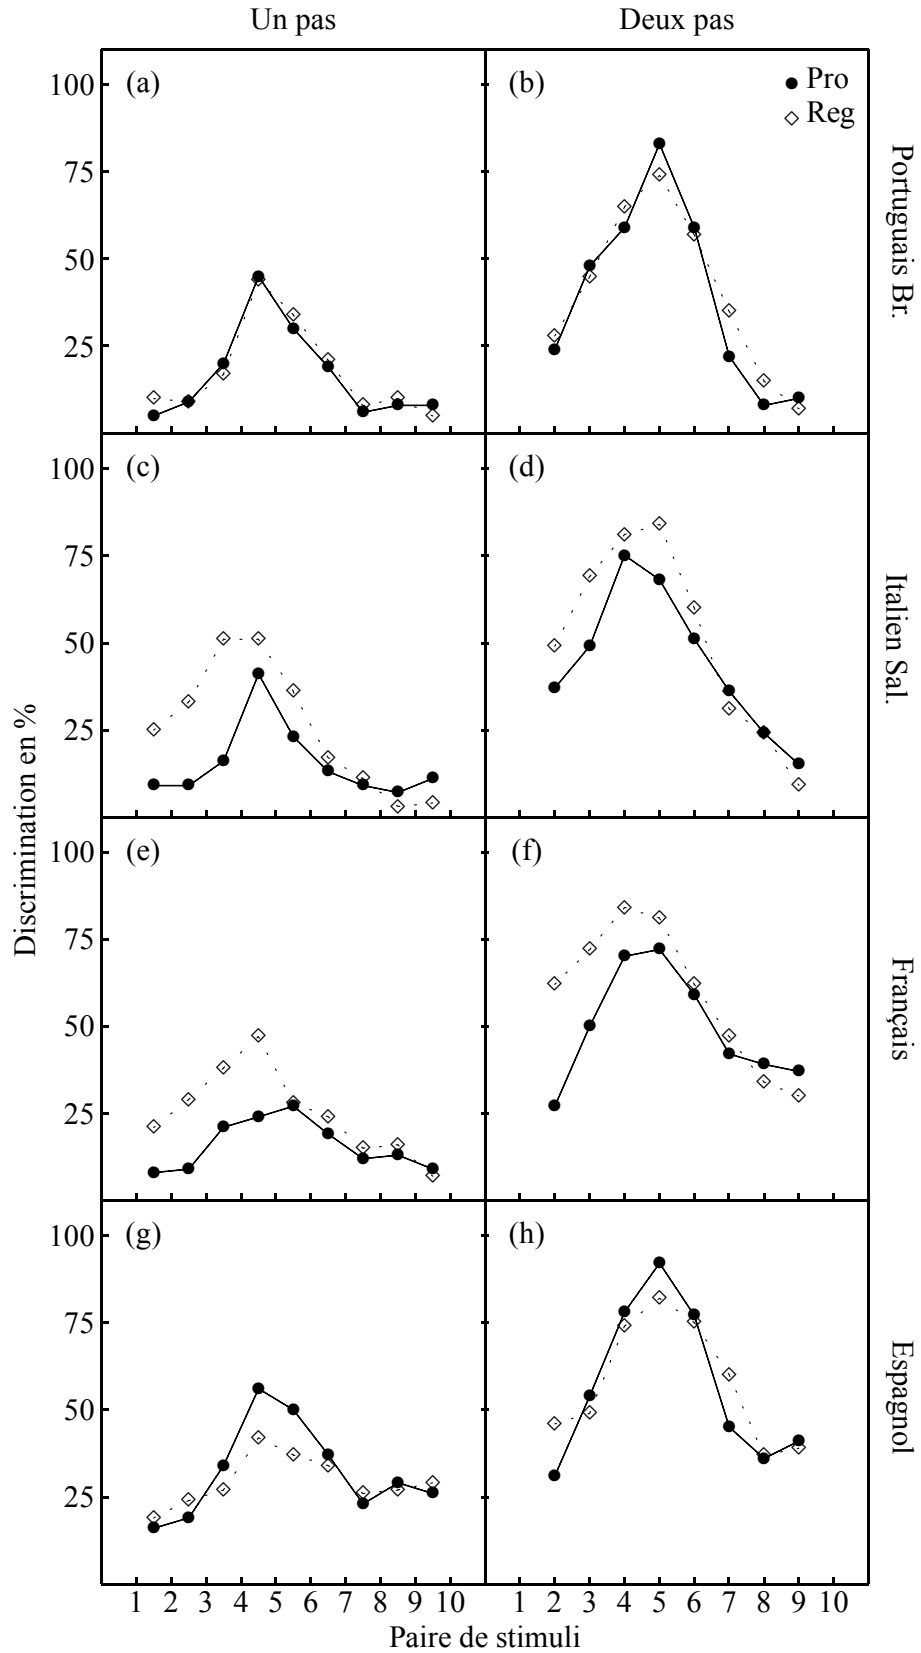 Un pas
Deux pas
100
75
50
25
(a)
(b)
Pro
Reg
Portuguais Br.
100
75
50
25
(c)
(d)
Italien Sal.
Discrimination en %
100
75
50
25
(e)
(f)
Français
100
75
50
25
(g)
(h)
Espagnol
1 2 3 4 5 6 7 8 9 10
1 2 3 4 5 6 7 8 9 10
Paire de stimuli